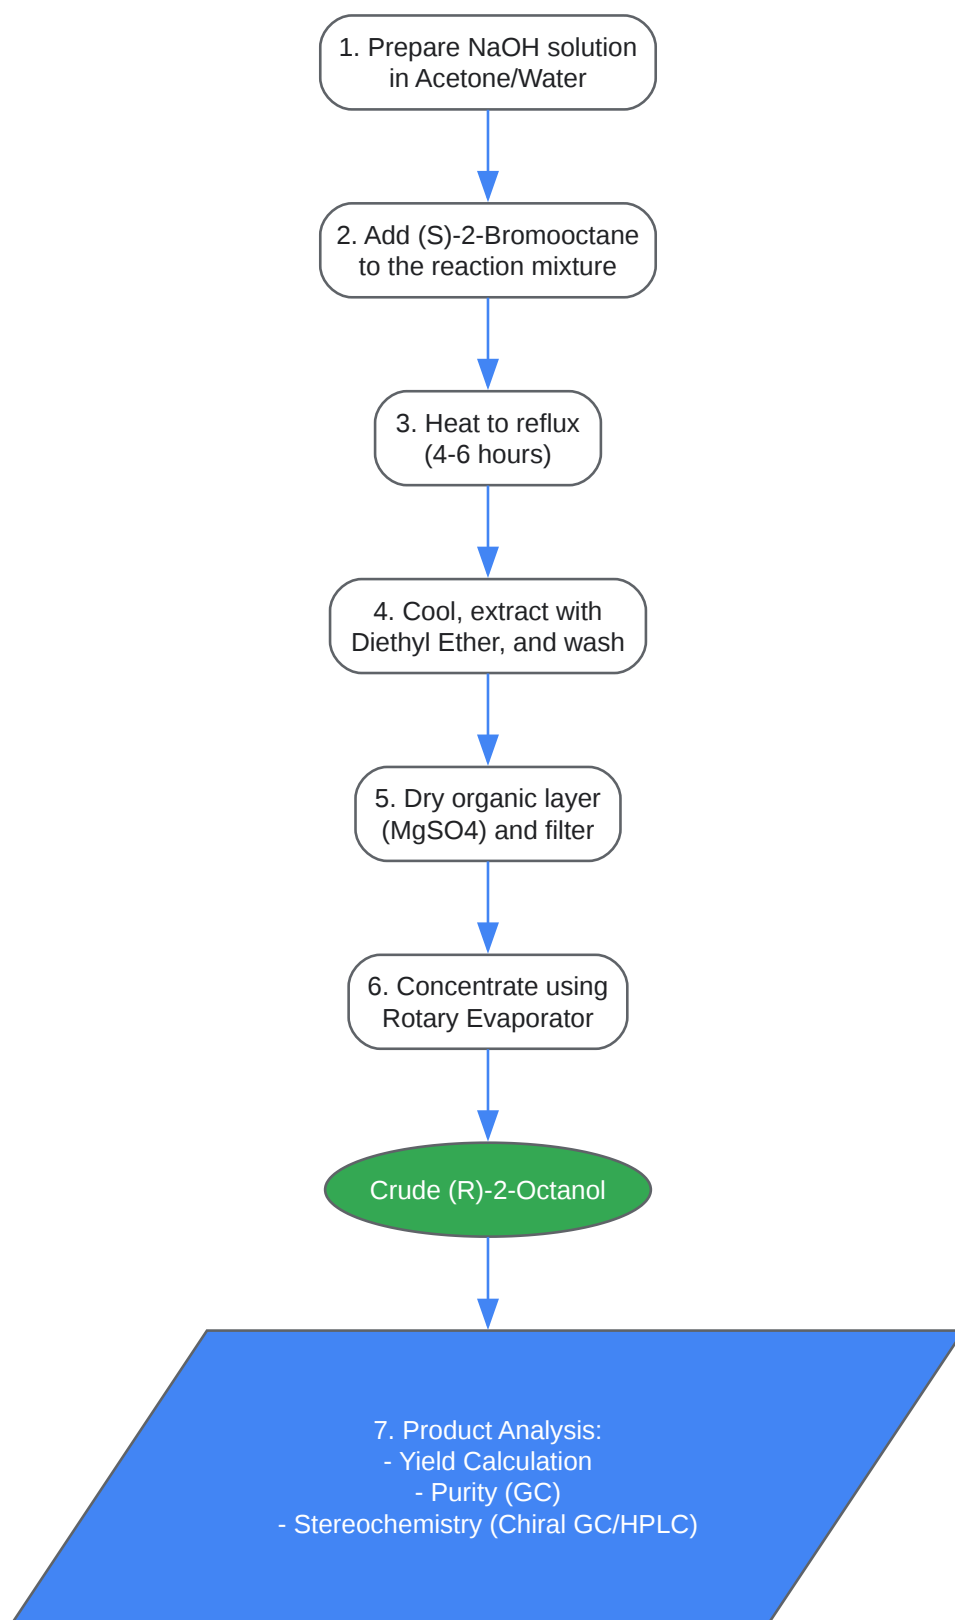 1. Prepare NaOH solution
in Acetone/Water
2. Add (S)-2-Bromooctane
to the reaction mixture
3. Heat to reflux
(4-6 hours)
4. Cool, extract with
Diethyl Ether, and wash
5. Dry organic layer
(MgSO4) and filter
6. Concentrate using
Rotary Evaporator
Crude (R)-2-Octanol
7. Product Analysis:
- Yield Calculation
- Purity (GC)
- Stereochemistry (Chiral GC/HPLC)